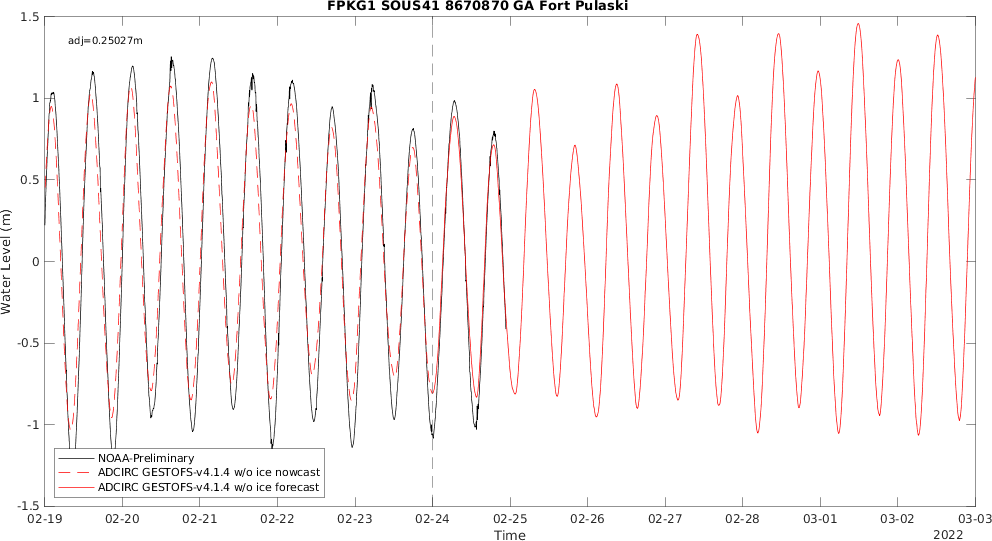 FPKG1 SOUS41 8670870 GA Fort Pulaski
adj=0.25027m
1.5
1
0.5
0
-0.5
-1
-1.5
Water Level (m)
NOAA-Preliminary
ADCIRC GESTOFS-v4.1.4 w/o ice nowcast
ADCIRC GESTOFS-v4.1.4 w/o ice forecast
02-19 02-20 02-21 02-22 02-23 02-24 02-25 02-26 02-27 02-28 03-01 03-02 03-03
Time
2022